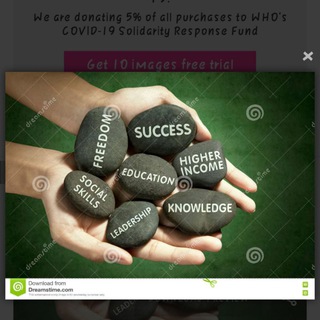 We are donating 5% of all purchases to WHO's
COVID-19 Solidarity Response Fund
Get 10 images free trial
×
FREEDOM
SUCCESS
EDUCATION
HIGHER
INCOME
SOCIAL
SKILLS
LEADERSHIP
KNOWLEDGE
dreamstime
Download from
Dreamstime.com